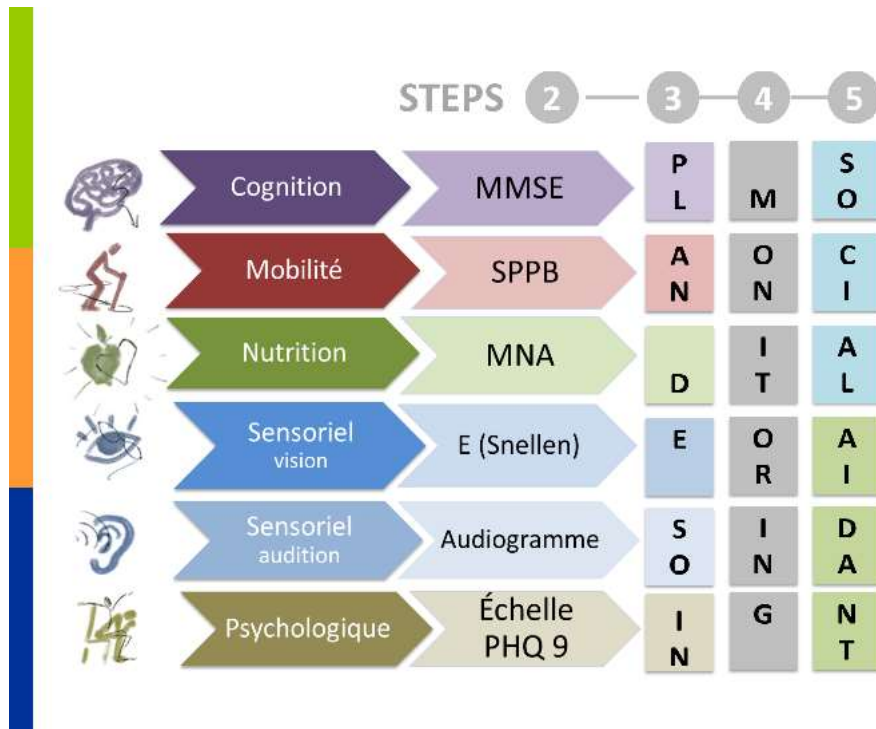 STEPS 2 3 4 5
Cognition
MMSE
Mobilité
SPPB
Nutrition
MNA
Sensoriel
vision
E (Snellen)
Sensoriel
audition
Audiogramme
Psychologique
Échelle
PHQ 9
P
L
A
N
D
E
S
O
I
N
M
O
N
I
T
O
R
I
N
G
S
O
C
I
A
L
A
I
D
A
N
T